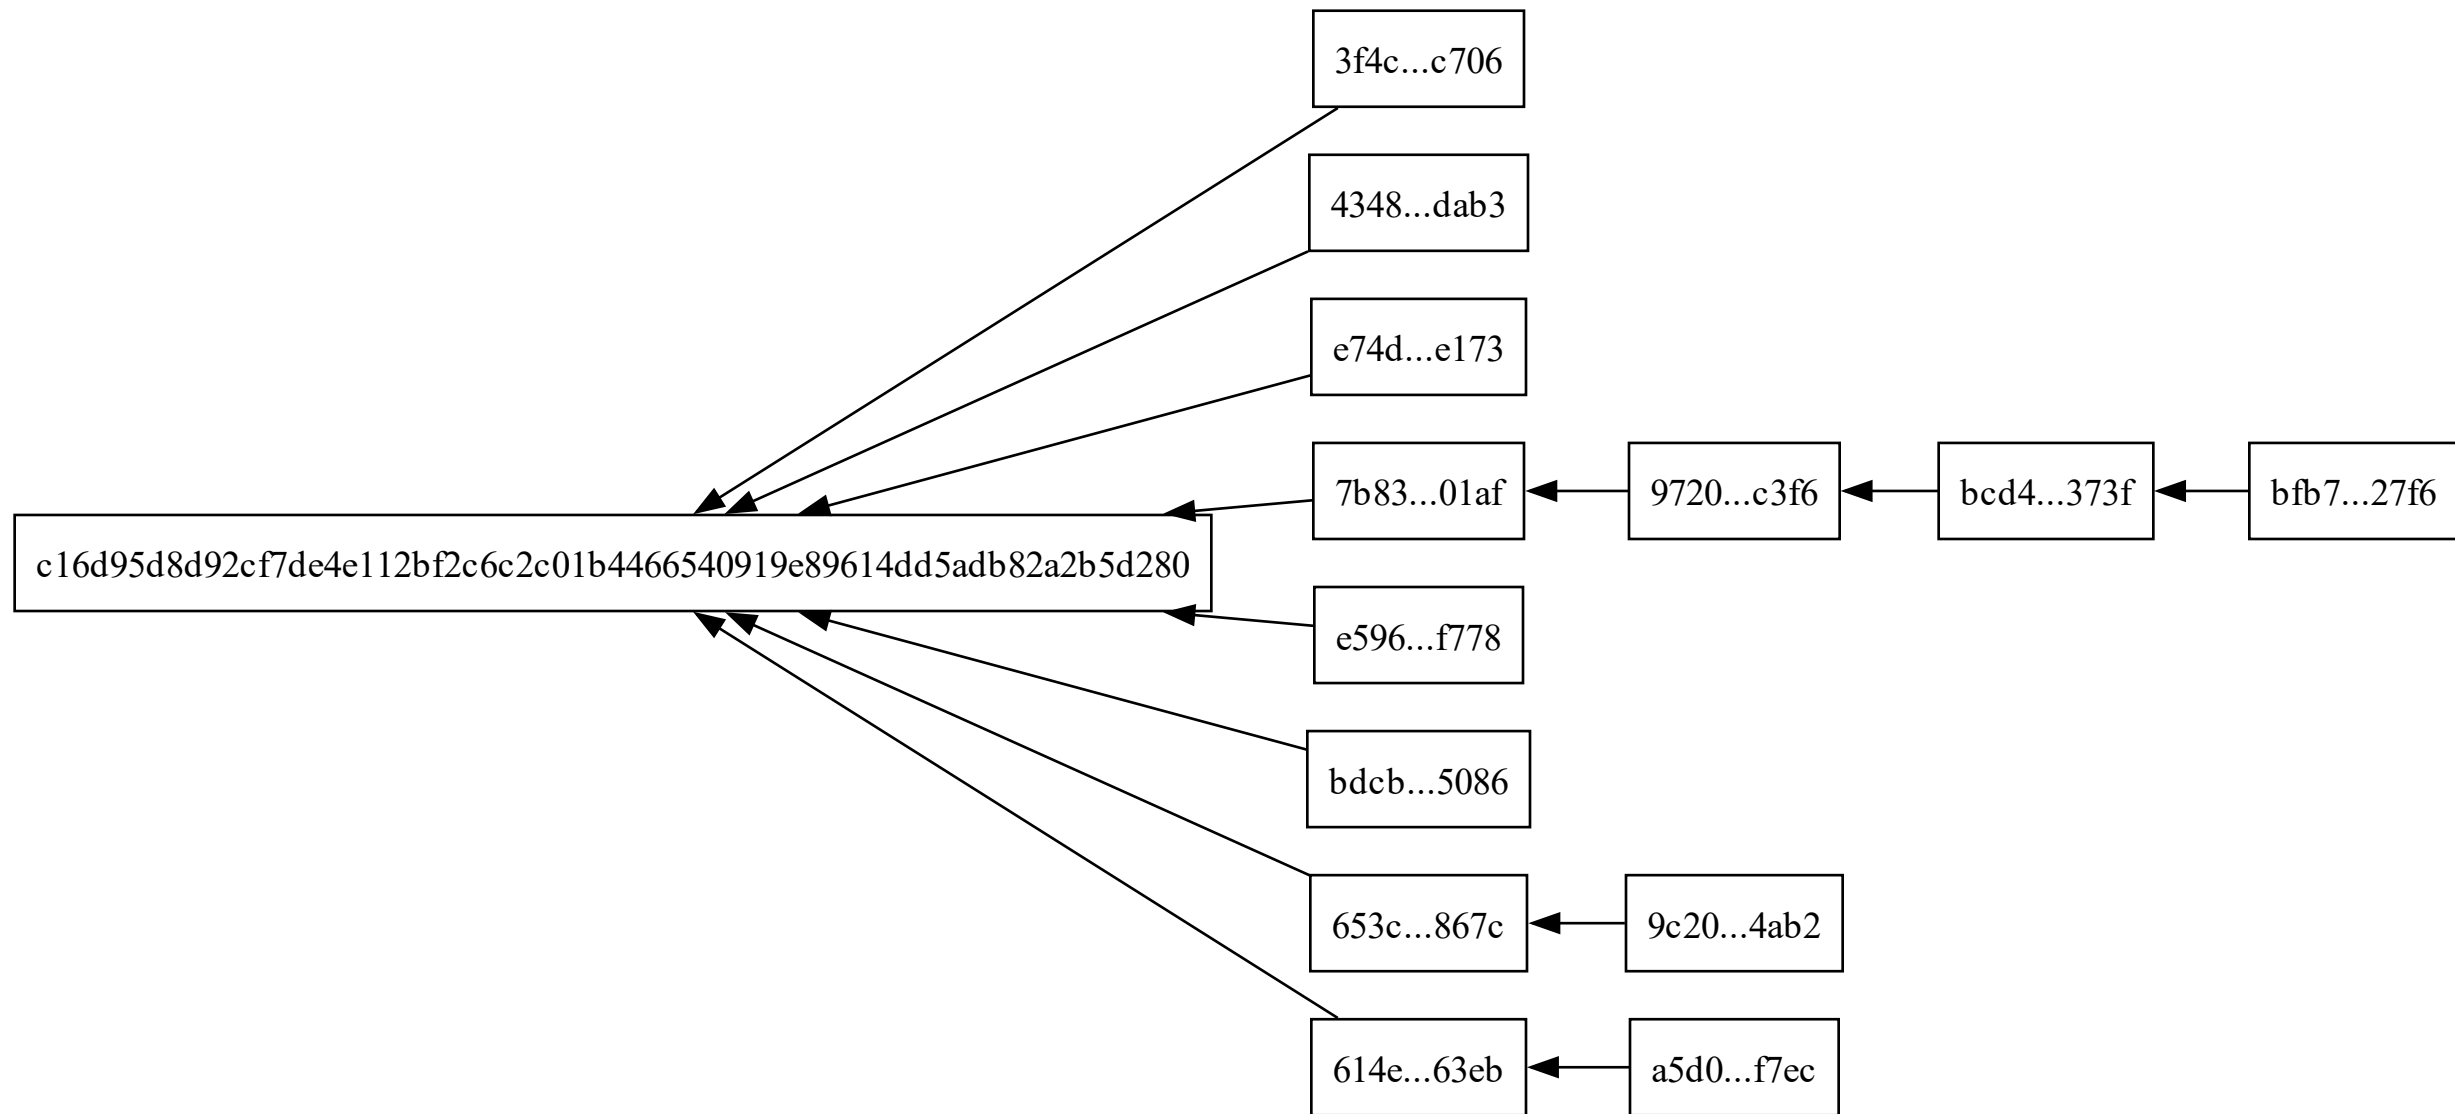 3f4c...c706
4348...dab3
e74d...e173
7b83...01af
9720...c3f6
bcd4...373f
bfb7...27f6
c16d95d8d92cf7de4e112bf2c6c2c01b4466540919e89614dd5adb82a2b5d280
e596...f778
bdcb...5086
653c...867c
9c20...4ab2
614e...63eb
a5d0...f7ec